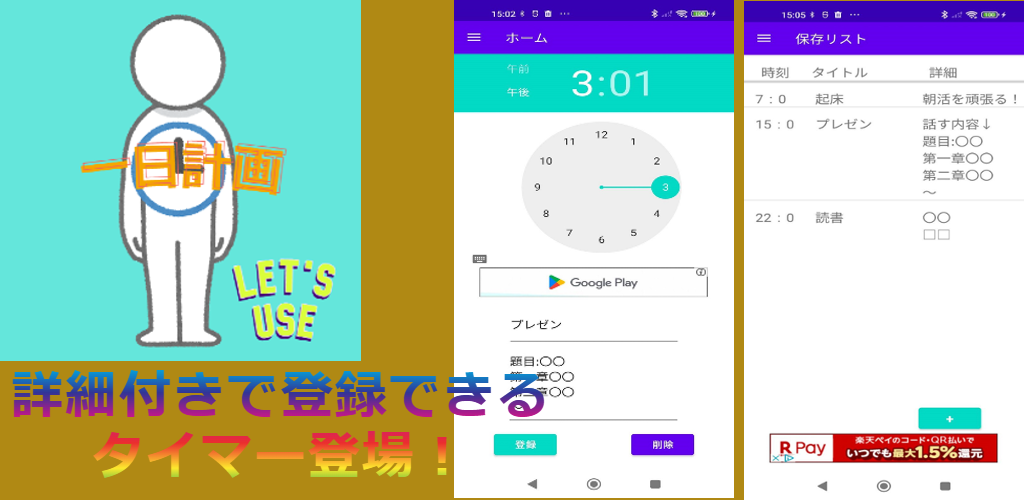 一日計画
LET'S
USE
詳細付きで登録できる
タイマー登場！
15:02
100
ホーム
午前
午後
3:01
12
1
2
3
4
5
6
7
8
9
10
11
Google Play
プレゼン
題目:〇〇
第一章〇〇
第二章〇〇
登録
削除
15:05
100
保存リスト
時刻 タイトル 詳細
7：0 起床 朝活を頑張る！
15：0 プレゼン 話す内容↓
題目:〇〇
第一章〇〇
第二章〇〇
～
22：0 読書 〇〇
□□
+
R Pay
楽天ペイのコード・QR払いで
いつでも最大1.5%還元